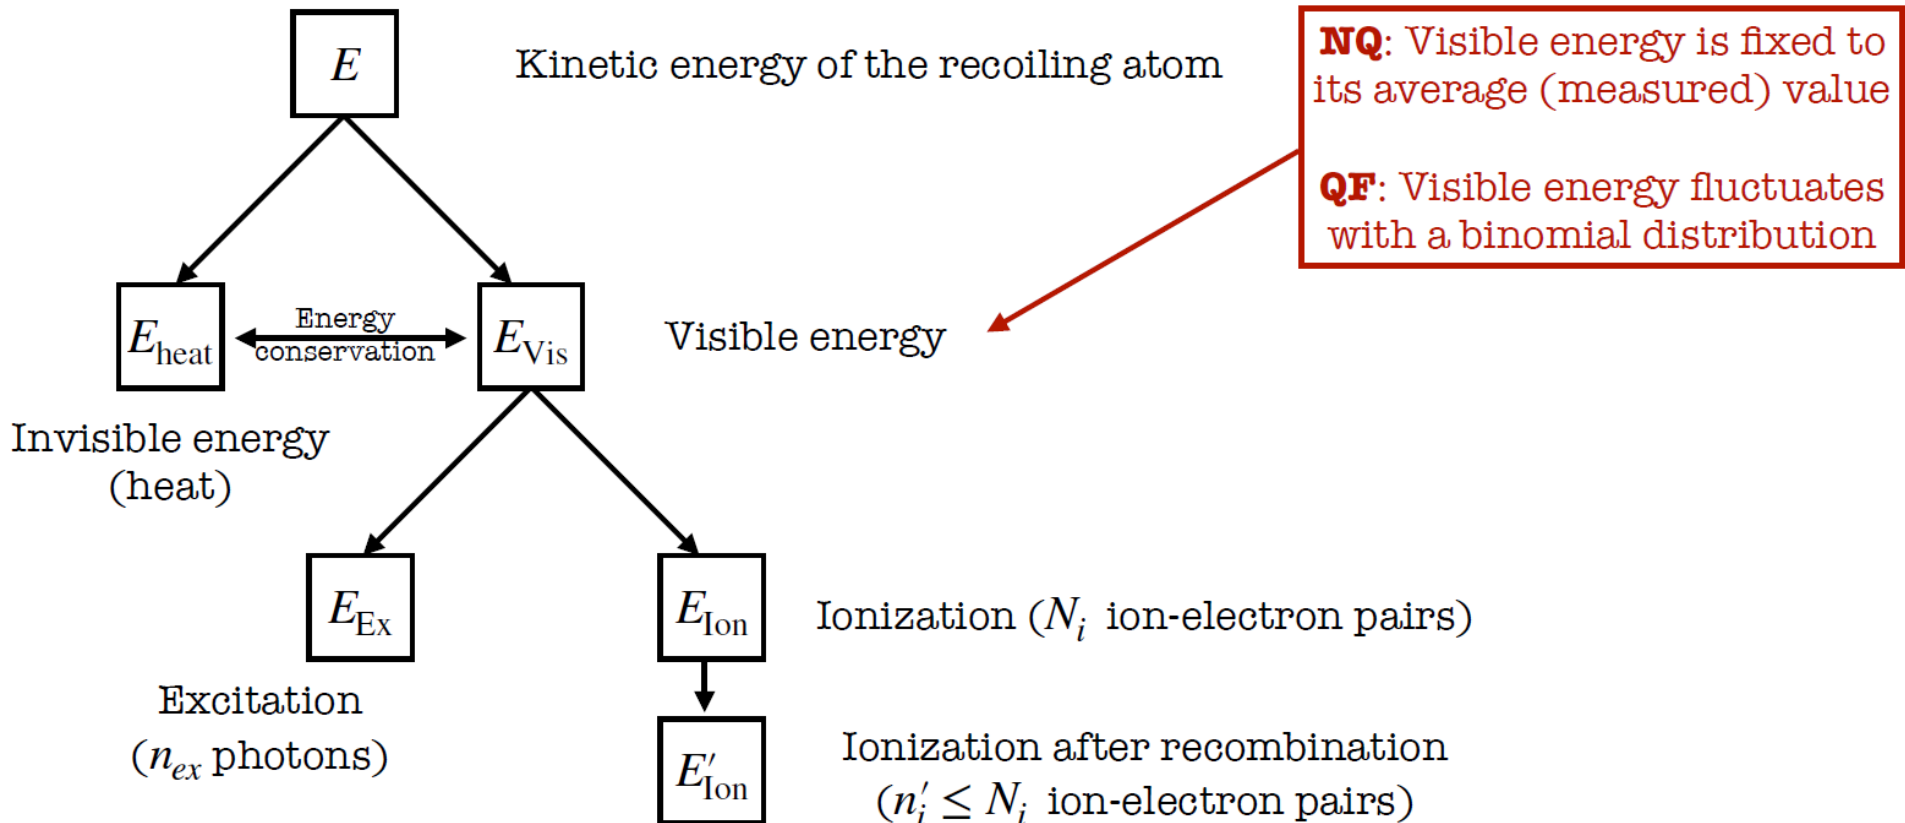 E
Kinetic energy of the recoiling atom
NQ: Visible energy is fixed to
its average (measured) value
QF: Visible energy fluctuates
with a binomial distribution
E_heat
Energy
conservation
E_Vis
Visible energy
Invisible energy
(heat)
E_Ex
E_Ion
Ionization (N_i ion-electron pairs)
Excitation
(n_ex photons)
E'_Ion
Ionization after recombination
(n'_i ≤ N_i ion-electron pairs)